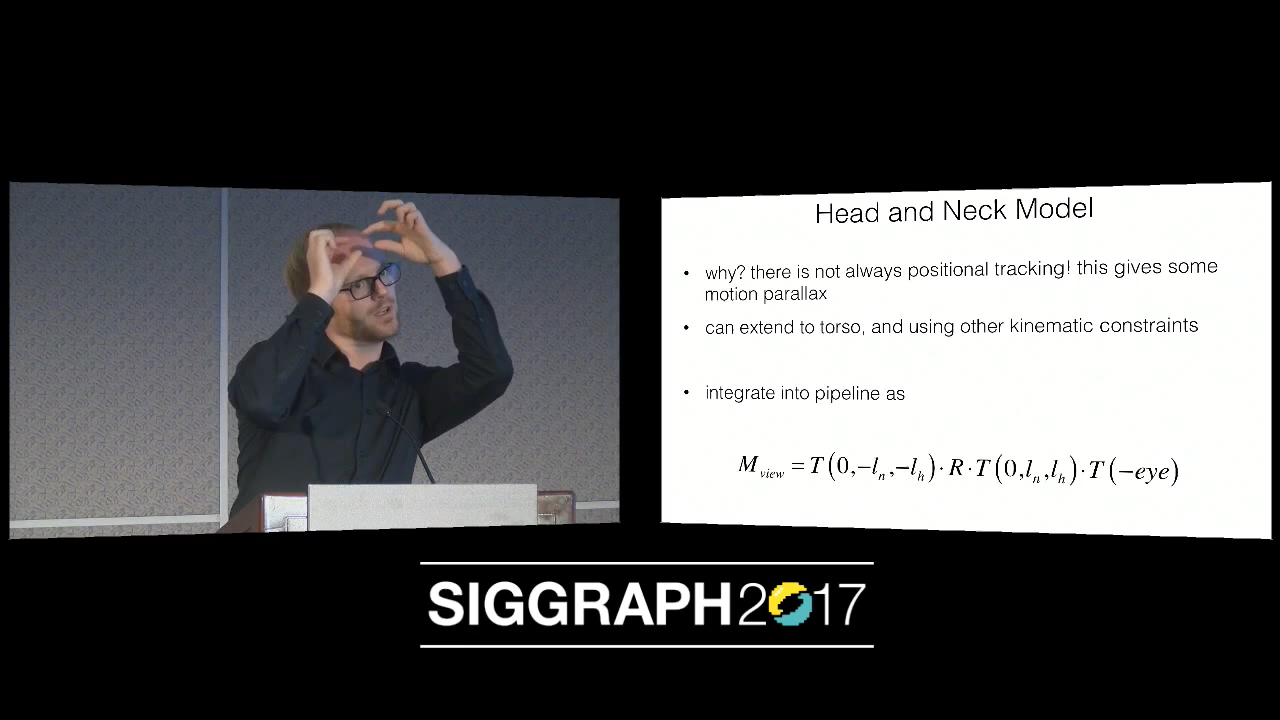 Head and Neck Model
• why? there is not always positional tracking! this gives some
motion parallax
• can extend to torso, and using other kinematic constraints
• integrate into pipeline as
M_view = T(0,−l_n,−l_h)·R·T(0,l_n,l_h)·T(−eye)
SIGGRAPH2017